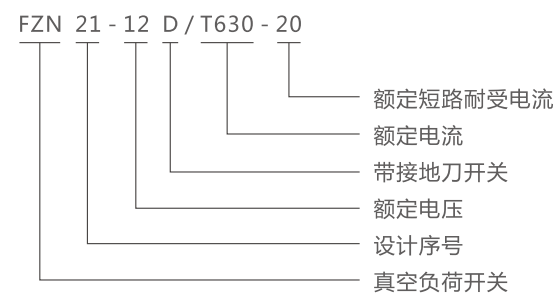 FZN 21 - 12 D / T630 - 20
额定短路耐受电流
额定电流
带接地刀开关
额定电压
设计序号
真空负荷开关